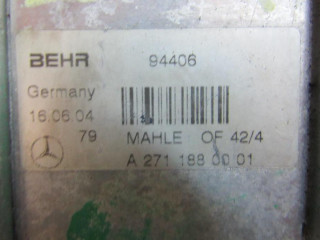 BEHR 94406
Germany
16.06.04
79 MAHLE OF 42/4
A 271 188 00 01